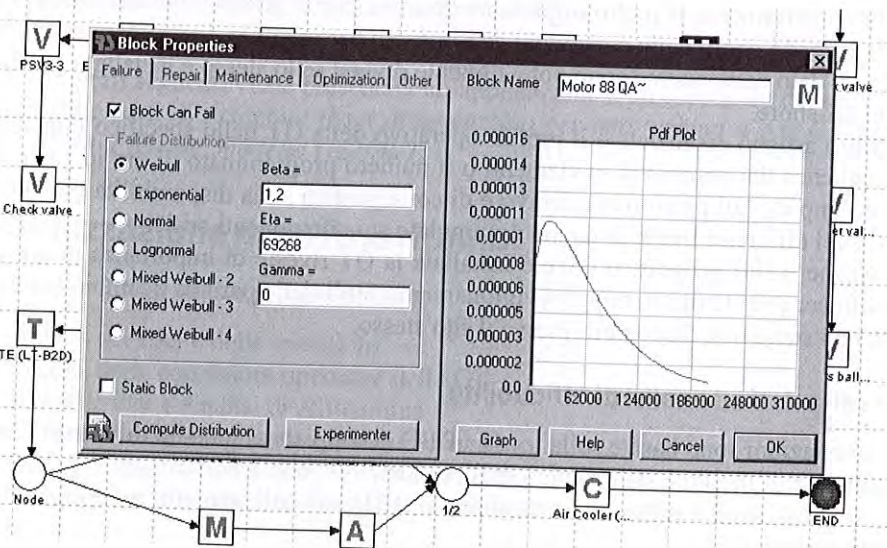 V
PSV3-3
V
Check valve
T
TE (LT-B2D)
Node
M
A
1/2
C
Air Cooler (...
END
valve
er val...
s ball...
Block Properties
Failure
Repair
Maintenance
Optimization
Other
Block Can Fail
Failure Distribution
Weibull
Exponential
Normal
Lognormal
Mixed Weibull - 2
Mixed Weibull - 3
Mixed Weibull - 4
Beta =
1,2
Eta =
69268
Gamma =
0
Static Block
Compute Distribution
Experimenter
Block Name
Motor 88 QA~
M
Pdf Plot
0,000016
0,000014
0,000013
0,000011
0,00001
0,000008
0,000006
0,000005
0,000003
0,000002
0,0
0 62000 124000 186000 248000 310000
Graph
Help
Cancel
OK